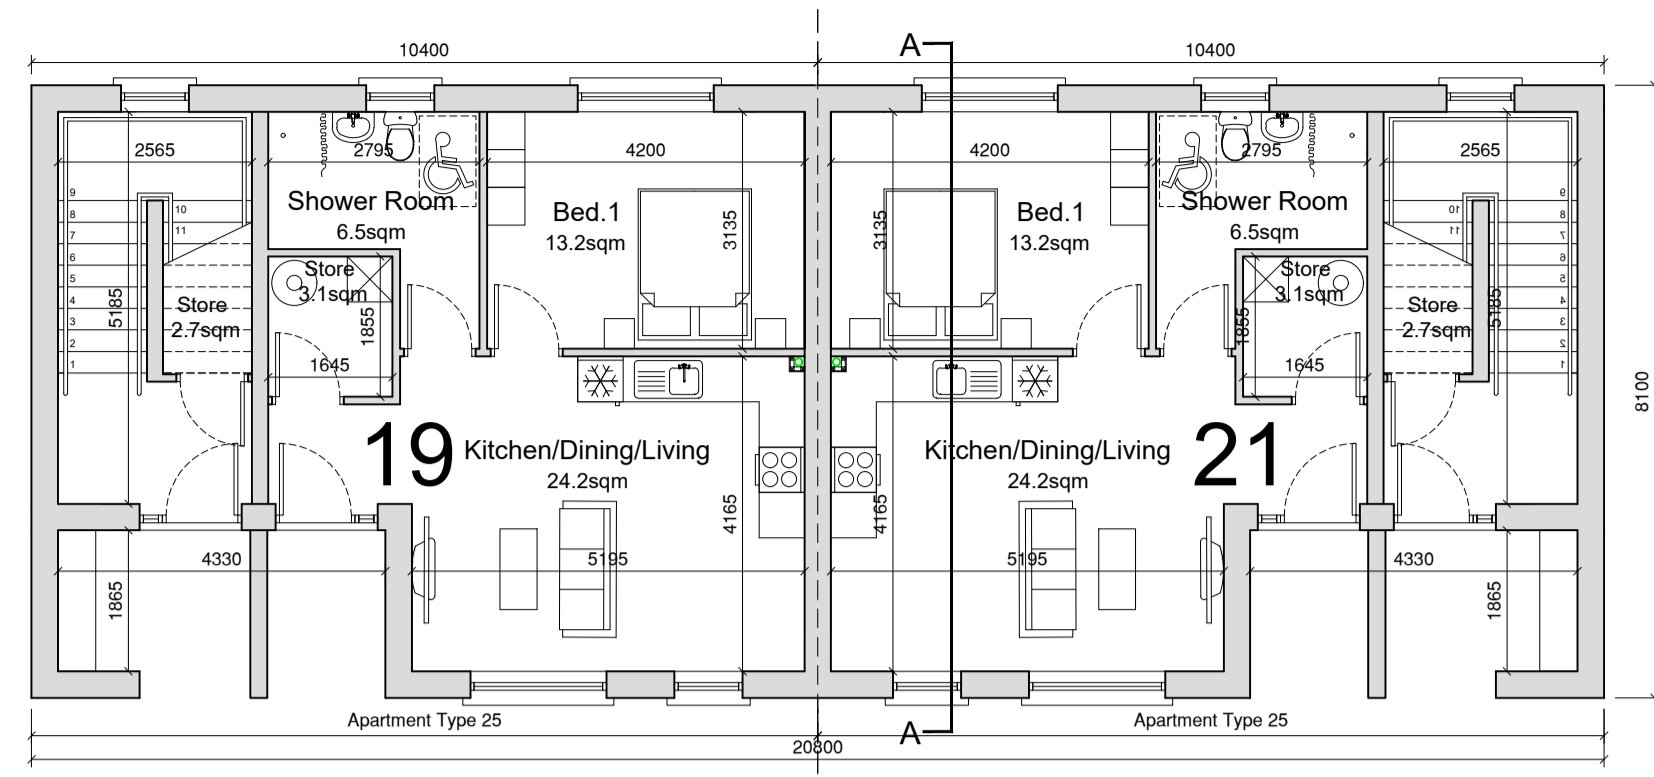 A
10400
10400
2565
2795
4200
4200
2795
2565
Shower Room
6.5sqm
Bed.1
13.2sqm
3135
3135
Bed.1
13.2sqm
Shower Room
6.5sqm
9
8
7
6
5
4
3
2
1
10
11
10
11
9
8
7
6
5
4
3
2
1
5185
Store
2.7sqm
Store
3.1sqm
1855
1645
1855
Store
3.1sqm
1645
Store
2.7sqm
5185
8100
19
Kitchen/Dining/Living
24.2sqm
4165
4165
Kitchen/Dining/Living
24.2sqm
21
4330
5195
5195
4330
1865
1865
Apartment Type 25
A
Apartment Type 25
20800